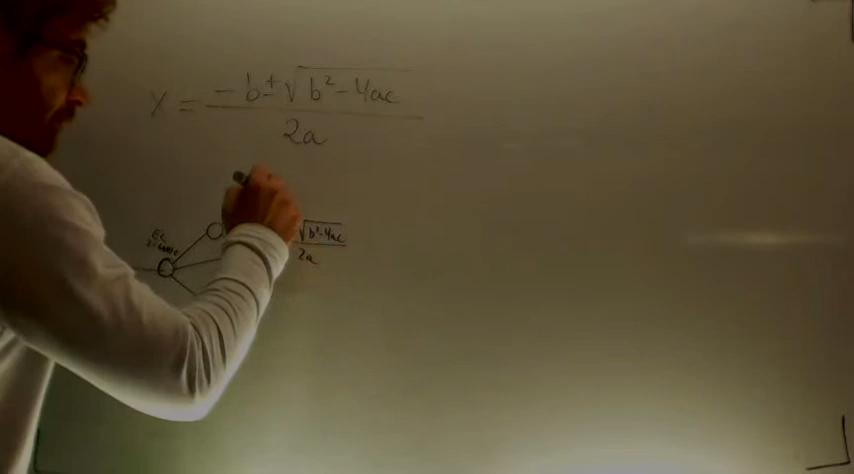 x = -b ± √b² - 4ac
2a
√b²-4ac
2a